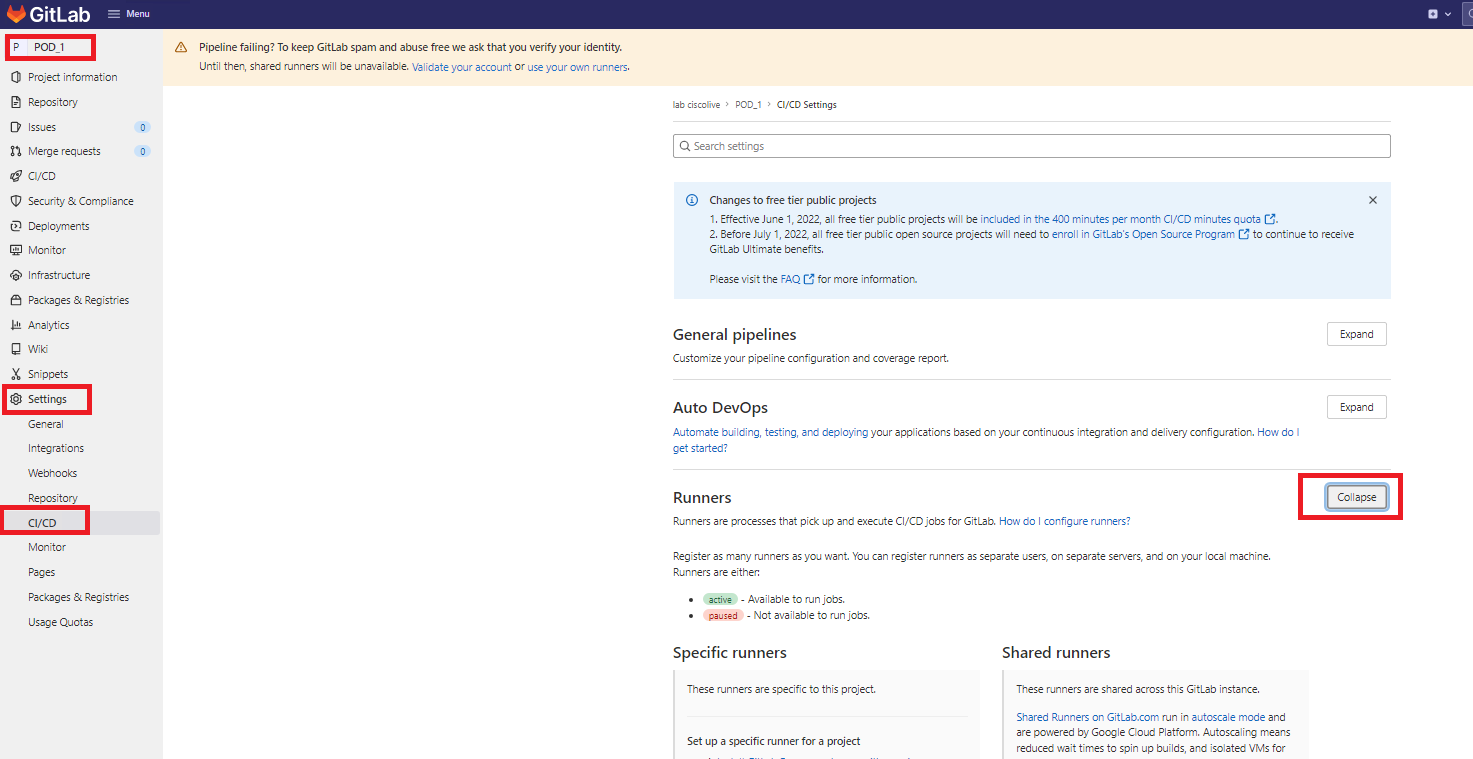 GitLab
Menu
P POD_1
Project information
Repository
Issues 0
Merge requests 0
CI/CD
Security & Compliance
Deployments
Monitor
Infrastructure
Packages & Registries
Analytics
Wiki
Snippets
Settings
General
Integrations
Webhooks
Repository
CI/CD
Monitor
Pages
Packages & Registries
Usage Quotas
Pipeline failing? To keep GitLab spam and abuse free we ask that you verify your identity.
Until then, shared runners will be unavailable. Validate your account or use your own runners.
lab ciscolive > POD_1 > CI/CD Settings
Search settings
Changes to free tier public projects
1. Effective June 1, 2022, all free tier public projects will be included in the 400 minutes per month CI/CD minutes quota.
2. Before July 1, 2022, all free tier public open source projects will need to enroll in GitLab's Open Source Program to continue to receive
GitLab Ultimate benefits.
Please visit the FAQ for more information.
General pipelines
Expand
Customize your pipeline configuration and coverage report.
Auto DevOps
Expand
Automate building, testing, and deploying your applications based on your continuous integration and delivery configuration. How do I
get started?
Runners
Collapse
Runners are processes that pick up and execute CI/CD jobs for GitLab. How do I configure runners?
Register as many runners as you want. You can register runners as separate users, on separate servers, and on your local machine.
Runners are either:
active - Available to run jobs.
paused - Not available to run jobs.
Specific runners
These runners are specific to this project.
Set up a specific runner for a project
Shared runners
These runners are shared across this GitLab instance.
Shared Runners on GitLab.com run in autoscale mode and
are powered by Google Cloud Platform. Autoscaling means
reduced wait times to spin up builds, and isolated VMs for